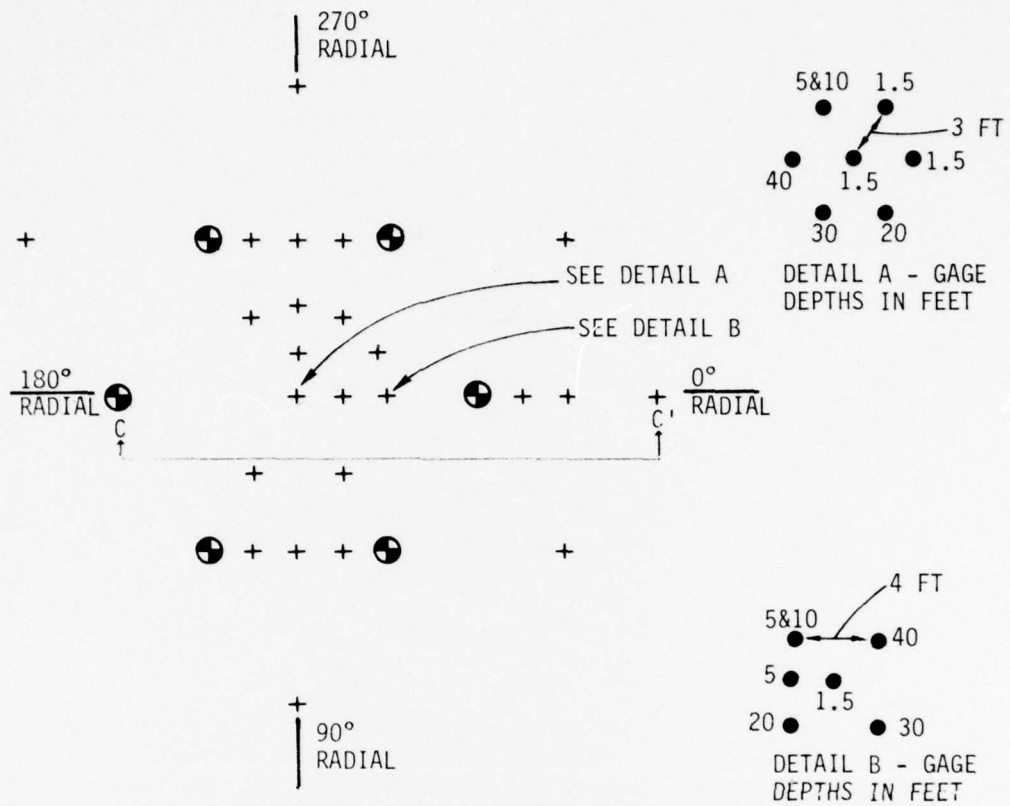 270°
RADIAL
5&10 1.5
3 FT
40 1.5 1.5
30 20
DETAIL A - GAGE
DEPTHS IN FEET
SEE DETAIL A
SEE DETAIL B
180°
RADIAL
0°
RADIAL
C C'
4 FT
5&10 40
5 1.5
20 30
90°
RADIAL
DETAIL B - GAGE
DEPTHS IN FEET